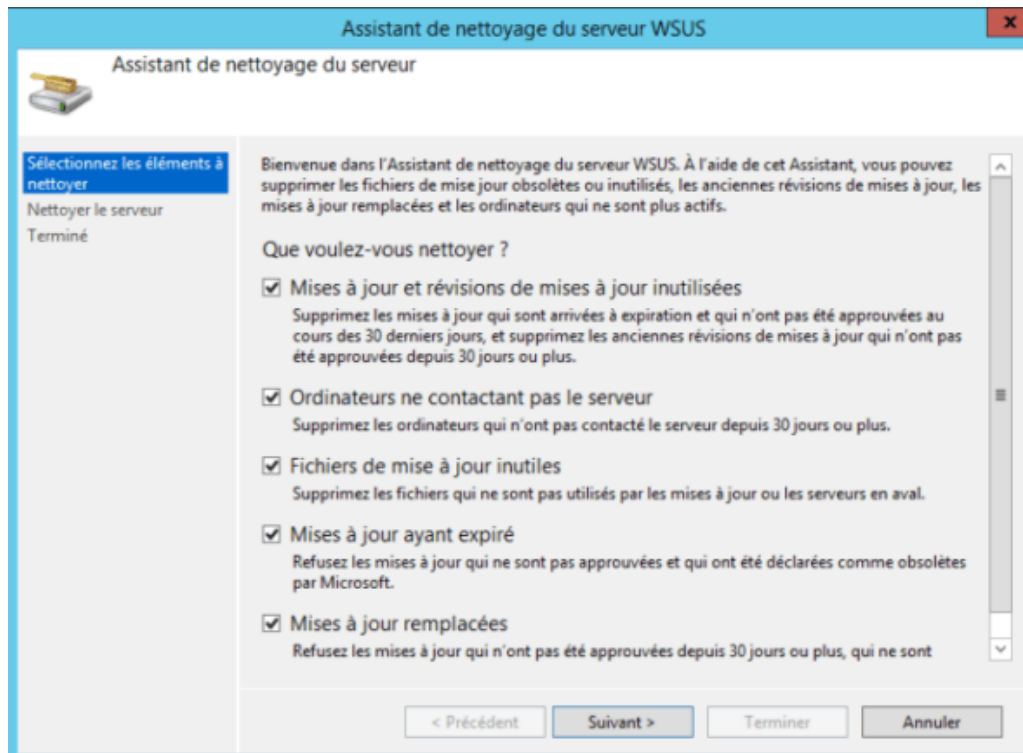 Assistant de nettoyage du serveur WSUS
x
Assistant de nettoyage du serveur
Sélectionnez les éléments à
nettoyer
Nettoyer le serveur
Terminé
Bienvenue dans l'Assistant de nettoyage du serveur WSUS. À l'aide de cet Assistant, vous pouvez
supprimer les fichiers de mise jour obsolètes ou inutilisés, les anciennes révisions de mises à jour, les
mises à jour remplacées et les ordinateurs qui ne sont plus actifs.
Que voulez-vous nettoyer ?
Mises à jour et révisions de mises à jour inutilisées
Supprimez les mises à jour qui sont arrivées à expiration et qui n'ont pas été approuvées au
cours des 30 derniers jours, et supprimez les anciennes révisions de mises à jour qui n'ont pas
été approuvées depuis 30 jours ou plus.
Ordinateurs ne contactant pas le serveur
Supprimez les ordinateurs qui n'ont pas contacté le serveur depuis 30 jours ou plus.
Fichiers de mise à jour inutiles
Supprimez les fichiers qui ne sont pas utilisés par les mises à jour ou les serveurs en aval.
Mises à jour ayant expiré
Refusez les mises à jour qui ne sont pas approuvées et qui ont été déclarées comme obsolètes
par Microsoft.
Mises à jour remplacées
Refusez les mises à jour qui n'ont pas été approuvées depuis 30 jours ou plus, qui ne sont
< Précédent Suivant > Terminer Annuler